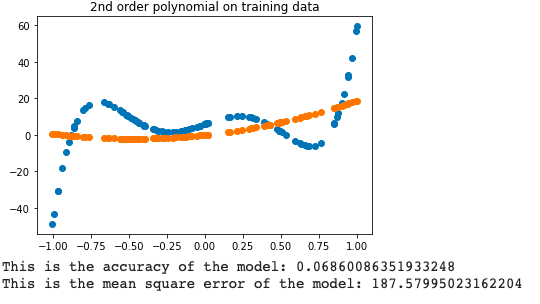 2nd order polynomial on training data
60
40
20
0
−20
−40
−1.00 −0.75 −0.50 −0.25 0.00 0.25 0.50 0.75 1.00
This is the accuracy of the model: 0.06860086351933248
This is the mean square error of the model: 187.57995023162204